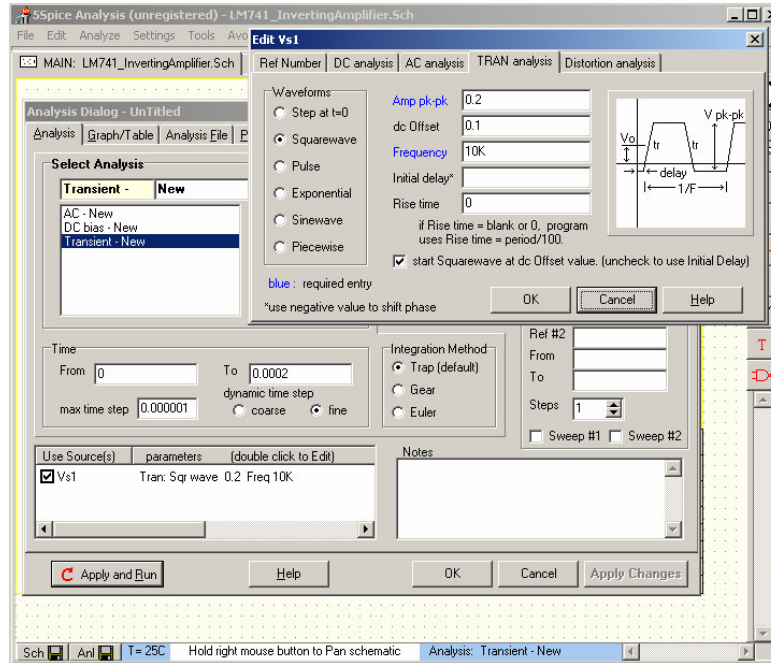 5Spice Analysis (unregistered) - LM741_InvertingAmplifier.Sch
File Edit Analyze Settings Tools Avo
MAIN: LM741_InvertingAmplifier.Sch
Edit Vs1
Ref Number DC analysis AC analysis TRAN analysis Distortion analysis
Waveforms
Step at t=0
Squarewave
Pulse
Exponential
Sinewave
Piecewise
Amp pk-pk 0.2
dc Offset 0.1
Frequency 10K
Initial delay*
Rise time 0
if Rise time = blank or 0, program
uses Rise time = period/100.
V pk-pk
Vo
tr tr
delay
1/F
start Squarewave at dc Offset value. (uncheck to use Initial Delay)
blue : required entry
*use negative value to shift phase
OK Cancel Help
Analysis Dialog - UnTitled
Analysis Graph/Table Analysis File P
Select Analysis
Transient - New
AC - New
DC bias - New
Transient - New
Time
From 0 To 0.0002
max time step 0.000001
dynamic time step
coarse fine
Integration Method
Trap (default)
Gear
Euler
Ref #2
From
To
Steps 1
Sweep #1 Sweep #2
Use Source(s) parameters (double click to Edit)
Vs1 Tran: Sqr wave 0.2 Freq 10K
Notes
Apply and Run Help OK Cancel Apply Changes
T
Sch Anl T= 25C Hold right mouse button to Pan schematic Analysis: Transient - New